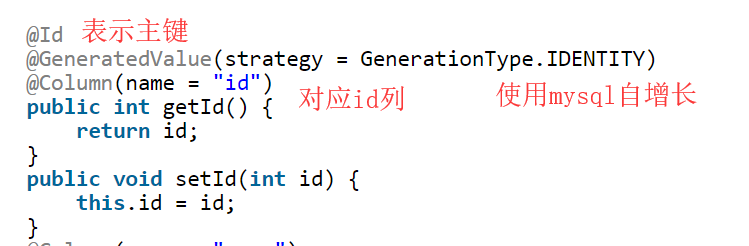 @Id 表示主键
@GeneratedValue(strategy = GenerationType.IDENTITY)
@Column(name = "id")
public int getId() { 对应id列 使用mysql自增长
return id;
}
public void setId(int id) {
this.id = id;
}